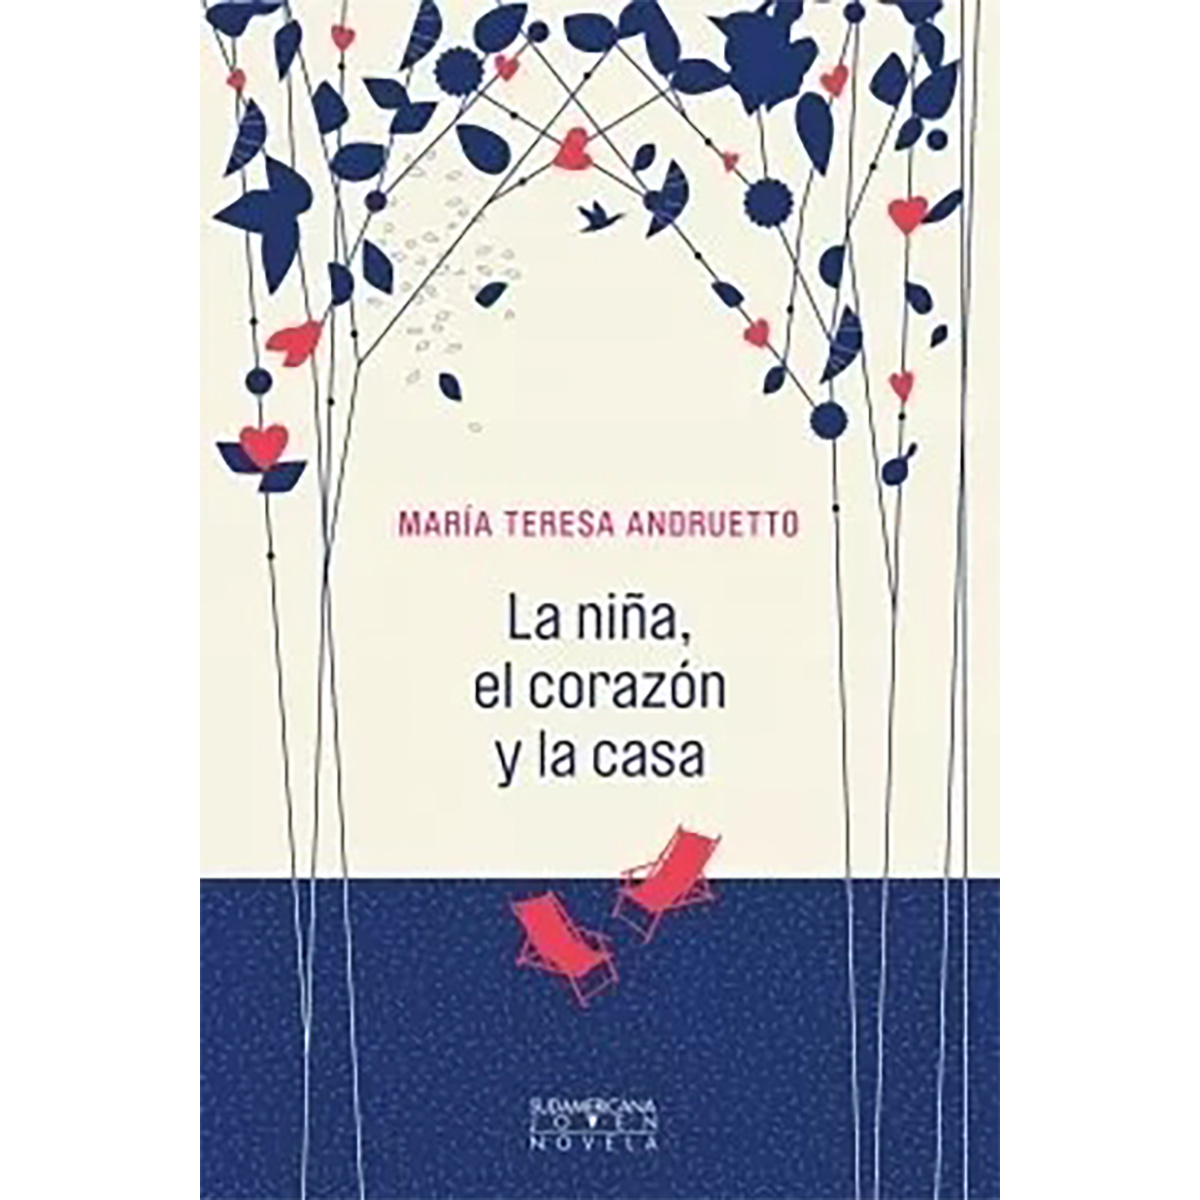 MARÍA TERESA ANDRUETTO
La niña,
el corazón
y la casa
SUDAMERICANA
JOVEN
NOVELA